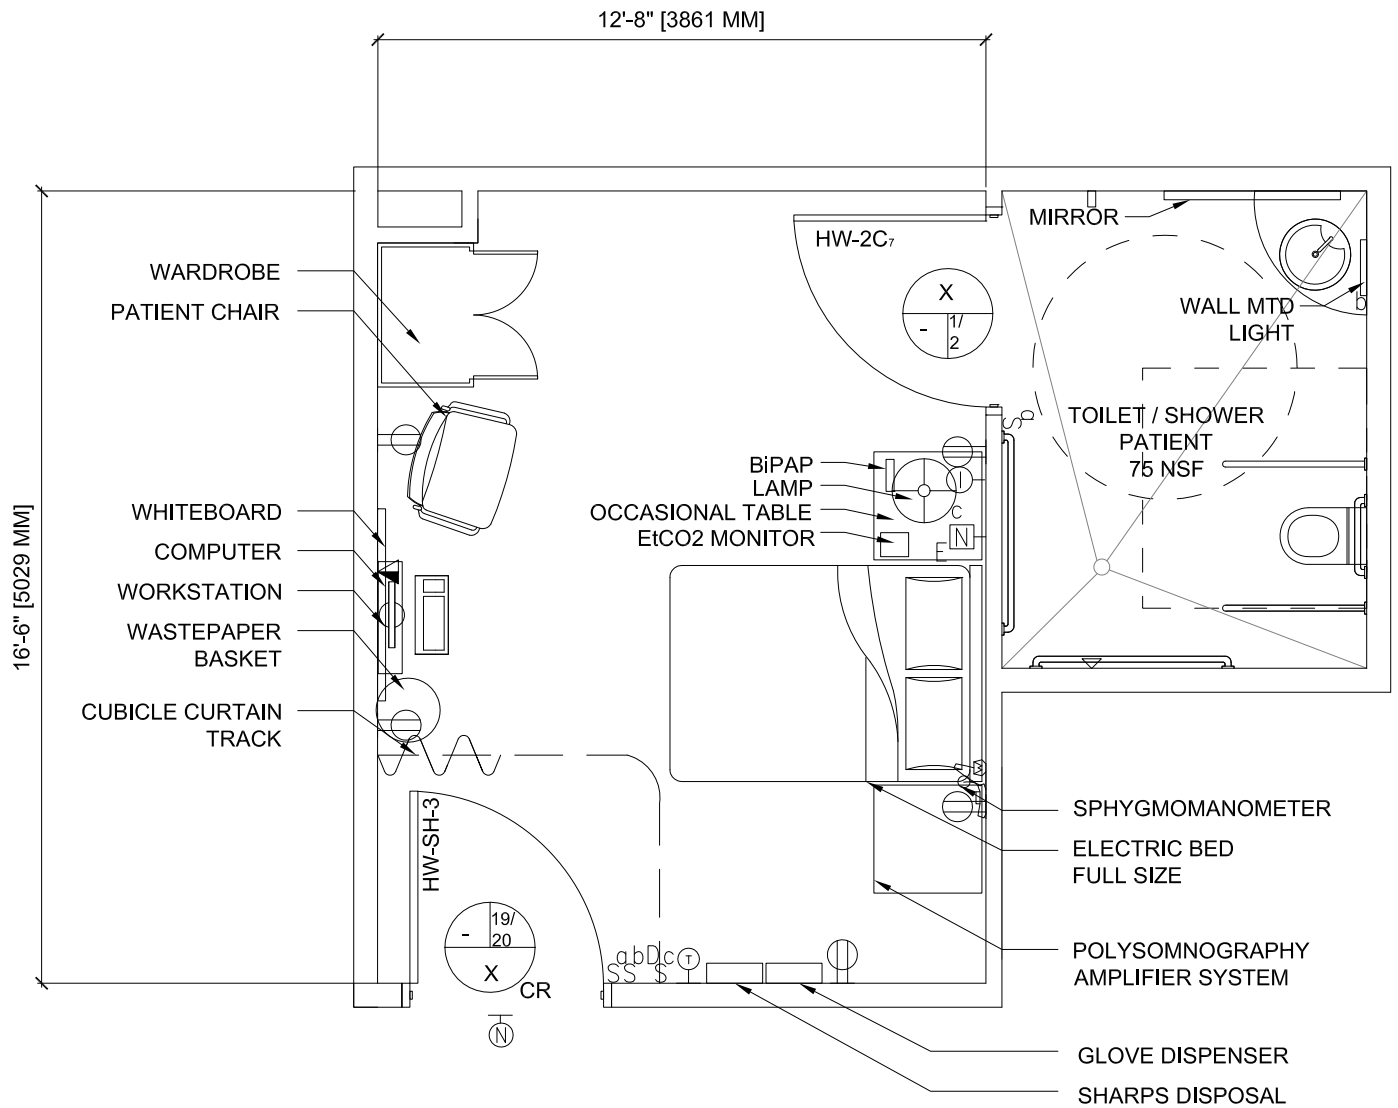 12'-8" [3861 MM]
16'-6" [5029 MM]
WARDROBE
PATIENT CHAIR
WHITEBOARD
COMPUTER
WORKSTATION
WASTEPAPER
BASKET
CUBICLE CURTAIN
TRACK
HW-2C7
X
-
1/
2
MIRROR
WALL MTD
LIGHT
TOILET / SHOWER
PATIENT
75 NSF
S
D
BiPAP
LAMP
OCCASIONAL TABLE
EtCO2 MONITOR
I
C
N
E
HW-SH-3
-
19/
20
X
CR
N
abDc
SS S
T
SPHYGMOMANOMETER
ELECTRIC BED
FULL SIZE
POLYSOMNOGRAPHY
AMPLIFIER SYSTEM
GLOVE DISPENSER
SHARPS DISPOSAL